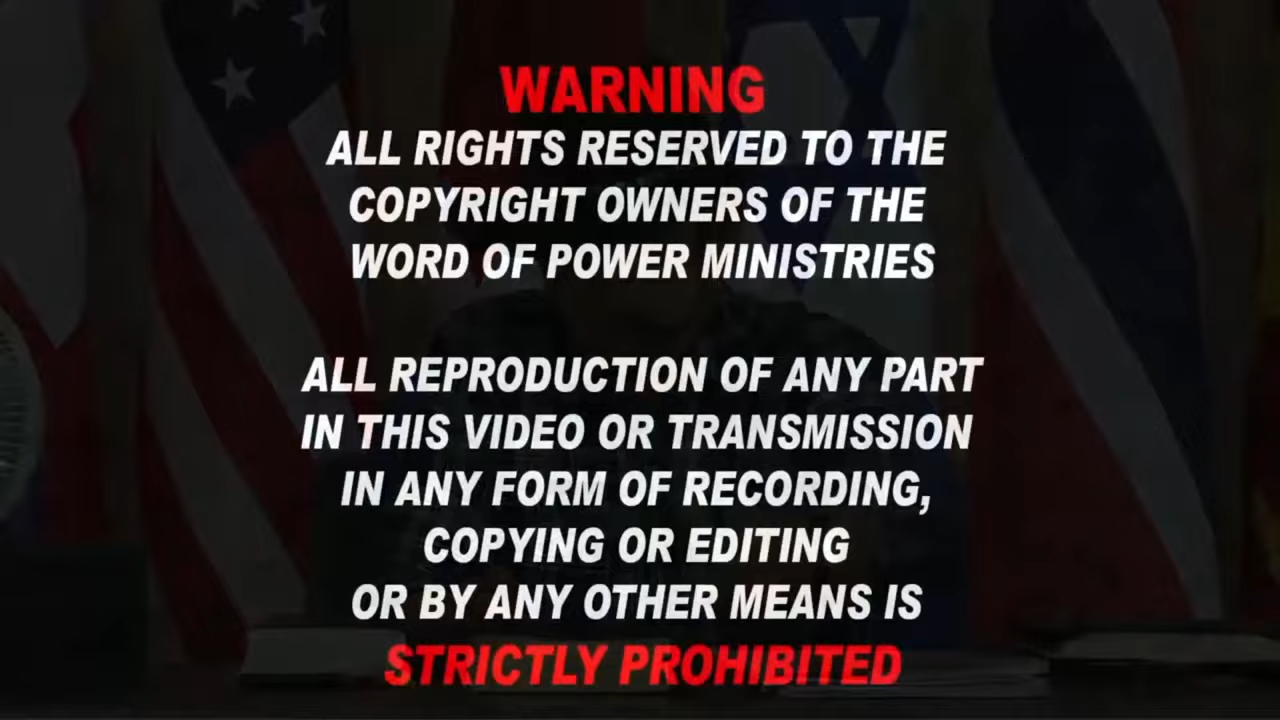 WARNING
ALL RIGHTS RESERVED TO THE
COPYRIGHT OWNERS OF THE
WORD OF POWER MINISTRIES
ALL REPRODUCTION OF ANY PART
IN THIS VIDEO OR TRANSMISSION
IN ANY FORM OF RECORDING,
COPYING OR EDITING
OR BY ANY OTHER MEANS IS
STRICTLY PROHIBITED